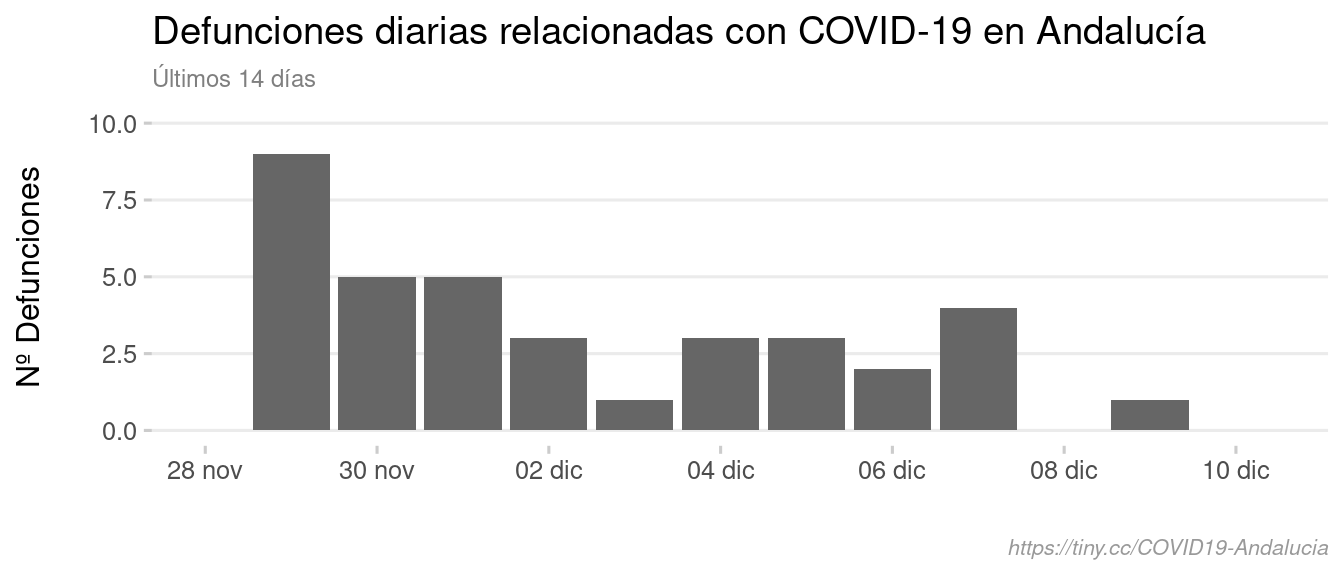 Defunciones diarias relacionadas con COVID-19 en Andalucía
Últimos 14 días
Nº Defunciones
10.0
7.5
5.0
2.5
0.0
28 nov 30 nov 02 dic 04 dic 06 dic 08 dic 10 dic
https://tiny.cc/COVID19-Andalucia